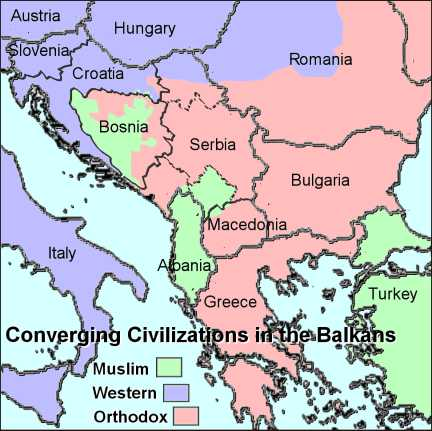 Austria
Hungary
Slovenia
Romania
Croatia
Bosnia
Serbia
Bulgaria
Macedonia
Italy
Albania
Turkey
Greece
Converging Civilizations in the Balkans
Muslim
Western
Orthodox